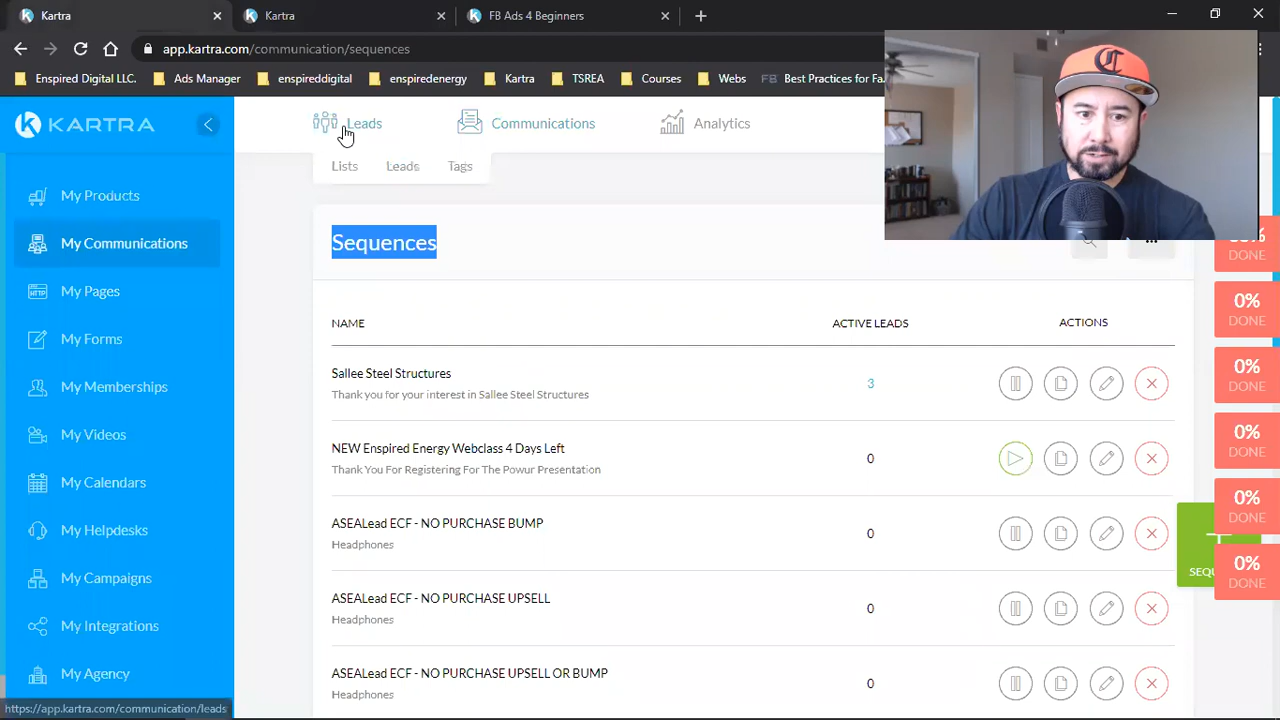 Kartra
Kartra
FB Ads 4 Beginners
app.kartra.com/communication/sequences
Enspired Digital LLC.
Ads Manager
enspireddigital
enspiredenergy
Kartra
TSREA
Courses
Webs
FB Best Practices for Fa
KARTRA
Leads
Communications
Analytics
Lists
Leads
Tags
My Products
My Communications
My Pages
My Forms
My Memberships
My Videos
My Calendars
My Helpdesks
My Campaigns
My Integrations
My Agency
Sequences
NAME
ACTIVE LEADS
ACTIONS
Sallee Steel Structures
3
Thank you for your interest in Sallee Steel Structures
NEW Enspired Energy Webclass 4 Days Left
0
Thank You For Registering For The Powur Presentation
ASEALead ECF - NO PURCHASE BUMP
0
Headphones
ASEALead ECF - NO PURCHASE UPSELL
0
Headphones
ASEALead ECF - NO PURCHASE UPSELL OR BUMP
0
Headphones
DONE
0%
DONE
0%
DONE
0%
DONE
0%
DONE
0%
DONE
SEQU
https://app.kartra.com/communication/leads